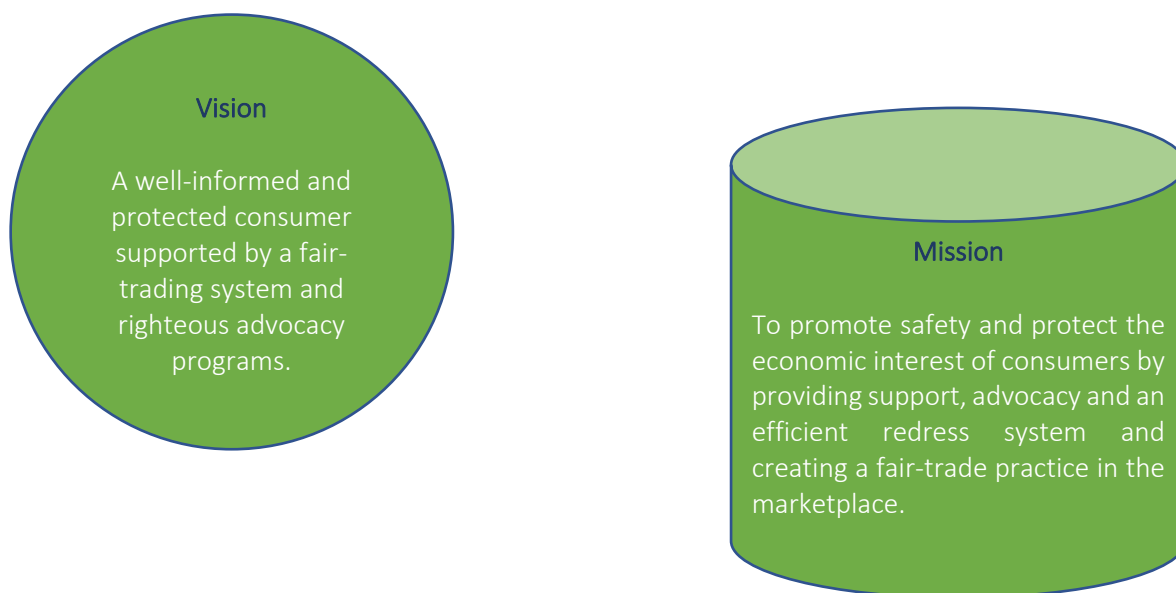 Vision
A well-informed and
protected consumer
supported by a fair-
trading system and
righteous advocacy
programs.
Mission
To promote safety and protect the
economic interest of consumers by
providing support, advocacy and an
efficient redress system and
creating a fair-trade practice in the
marketplace.